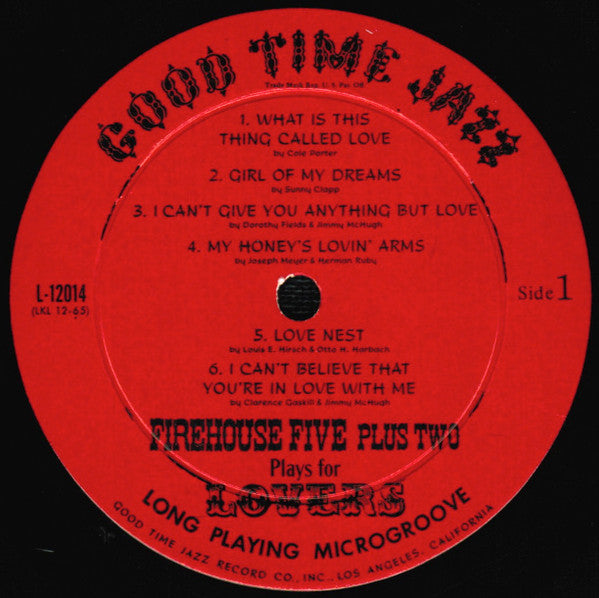 GOOD TIME JAZZ
Trade Mark Reg. U. S. Pat. Off.
1. WHAT IS THIS
THING CALLED LOVE
by Cole Porter
2. GIRL OF MY DREAMS
by Sunny Clapp
3. I CAN'T GIVE YOU ANYTHING BUT LOVE
by Dorothy Fields & Jimmy McHugh
4. MY HONEY'S LOVIN' ARMS
by Joseph Meyer & Herman Ruby
L-12014
(LKL 12-65)
Side 1
5. LOVE NEST
by Louis E. Hirsch & Otto H. Harbach
6. I CAN'T BELIEVE THAT
YOU'RE IN LOVE WITH ME
by Clarence Gaskill & Jimmy McHugh
FIREHOUSE FIVE PLUS TWO
Plays for
LOVERS
LONG PLAYING MICROGROOVE
GOOD TIME JAZZ RECORD CO., INC., LOS ANGELES, CALIFORNIA